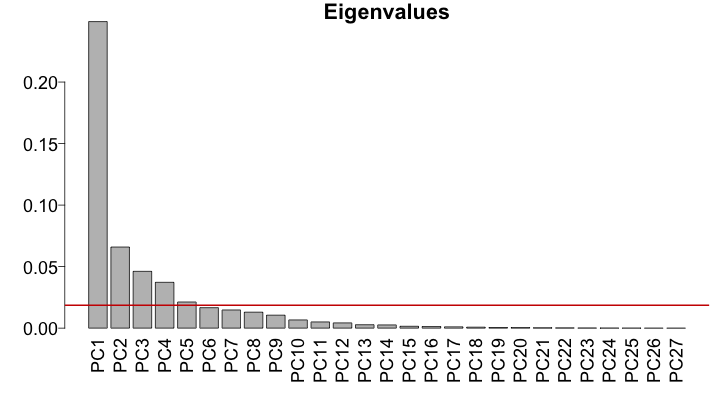 Eigenvalues
0.20
0.15
0.10
0.05
0.00
PC1
PC2
PC3
PC4
PC5
PC6
PC7
PC8
PC9
PC10
PC11
PC12
PC13
PC14
PC15
PC16
PC17
PC18
PC19
PC20
PC21
PC22
PC23
PC24
PC25
PC26
PC27